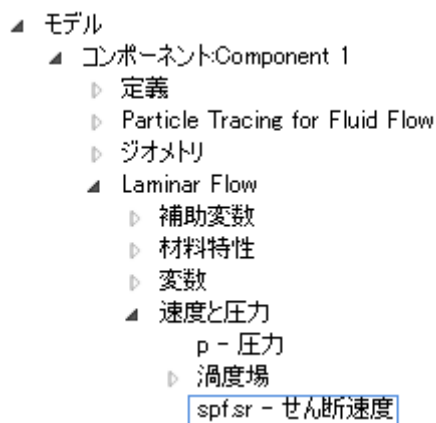 モデル
コンポーネント:Component 1
定義
Particle Tracing for Fluid Flow
ジオメトリ
Laminar Flow
補助変数
材料特性
変数
速度と圧力
p - 圧力
渦度場
spf.sr - せん断速度